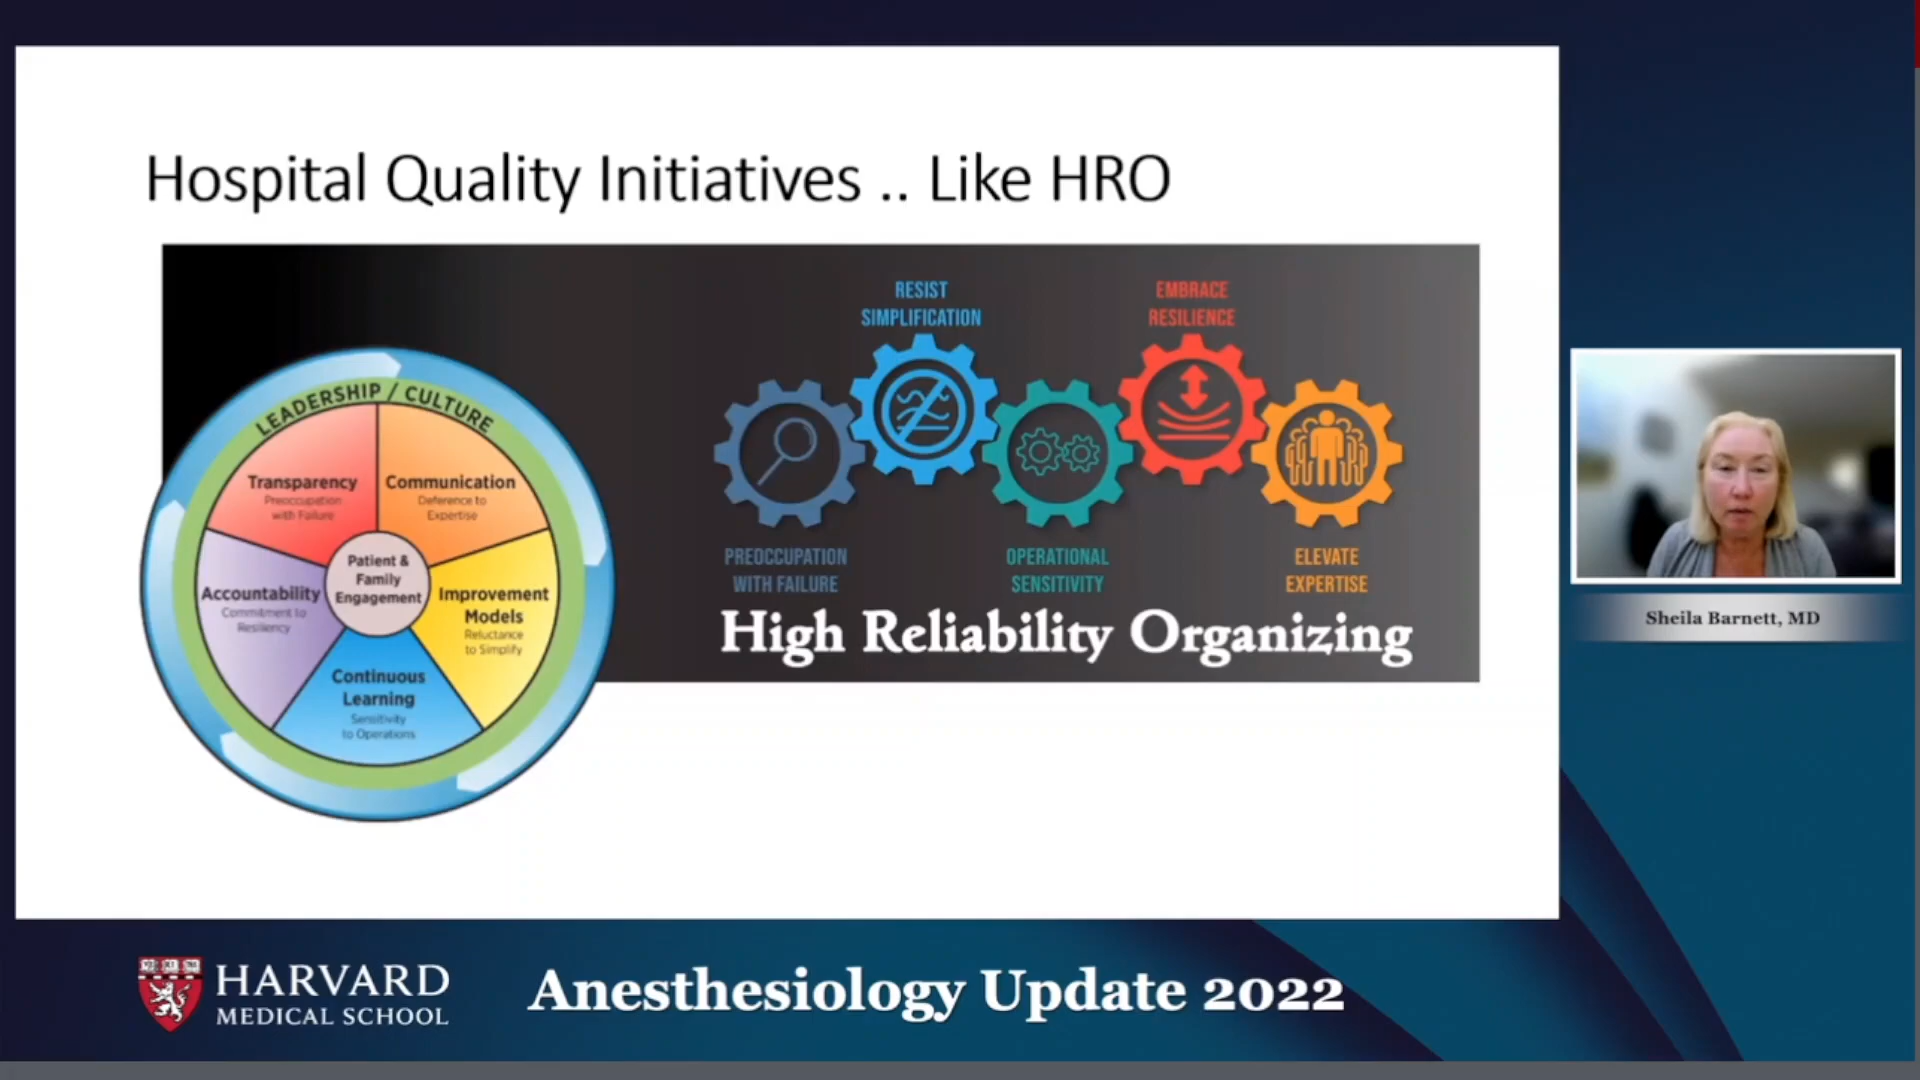 Hospital Quality Initiatives .. Like HRO
RESIST
SIMPLIFICATION
EMBRACE
RESILIENCE
PREOCCUPATION
WITH FAILURE
OPERATIONAL
SENSITIVITY
ELEVATE
EXPERTISE
High Reliability Organizing
LEADERSHIP / CULTURE
Transparency
Preoccupation
with Failure
Communication
Deference to
Expertise
Accountability
Commitment to
Resiliency
Patient &
Family
Engagement
Improvement
Models
Reluctance
to Simplify
Continuous
Learning
Sensitivity
to Operations
Sheila Barnett, MD
HARVARD
MEDICAL SCHOOL
Anesthesiology Update 2022